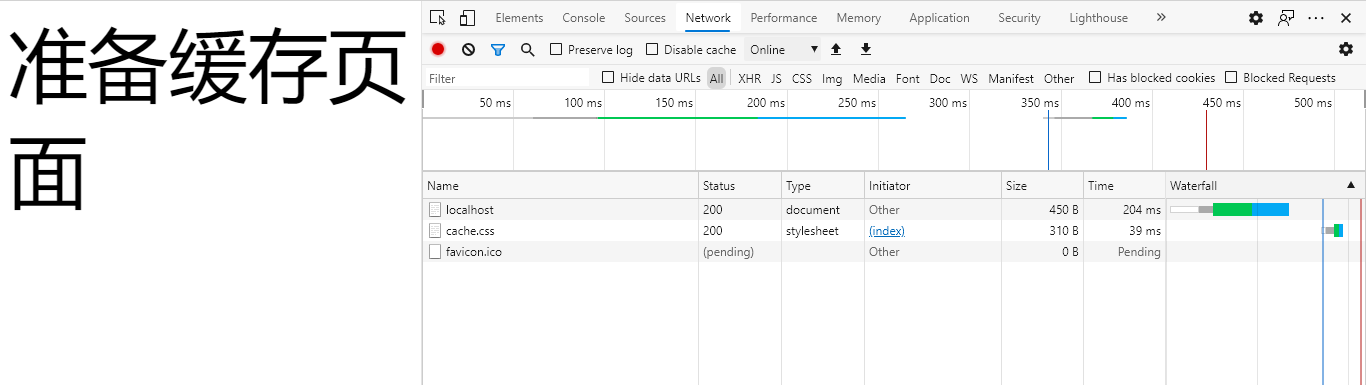 准备缓存页
面
Elements Console Sources Network Performance Memory Application Security Lighthouse
Preserve log Disable cache Online
Filter Hide data URLs All XHR JS CSS Img Media Font Doc WS Manifest Other Has blocked cookies Blocked Requests
50 ms 100 ms 150 ms 200 ms 250 ms 300 ms 350 ms 400 ms 450 ms 500 ms
Name Status Type Initiator Size Time Waterfall
localhost 200 document Other 450 B 204 ms
cache.css 200 stylesheet (index) 310 B 39 ms
favicon.ico (pending) Other 0 B Pending